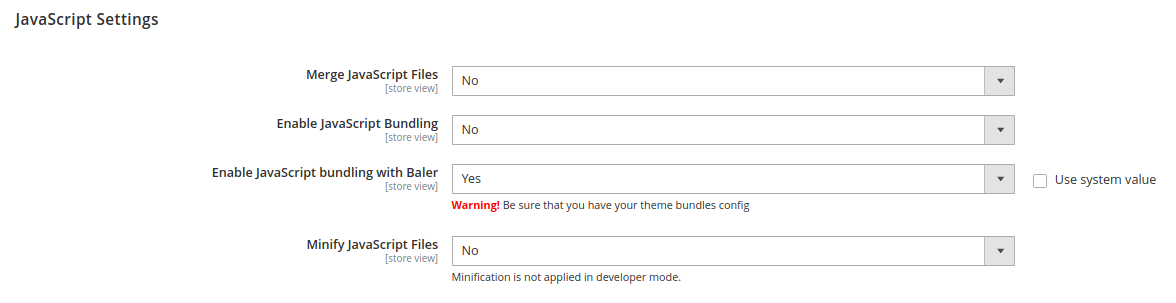 JavaScript Settings
Merge JavaScript Files
[store view]
No
Enable JavaScript Bundling
[store view]
No
Enable JavaScript bundling with Baler
[store view]
Yes
Use system value
Warning! Be sure that you have your theme bundles config
Minify JavaScript Files
[store view]
No
Minification is not applied in developer mode.